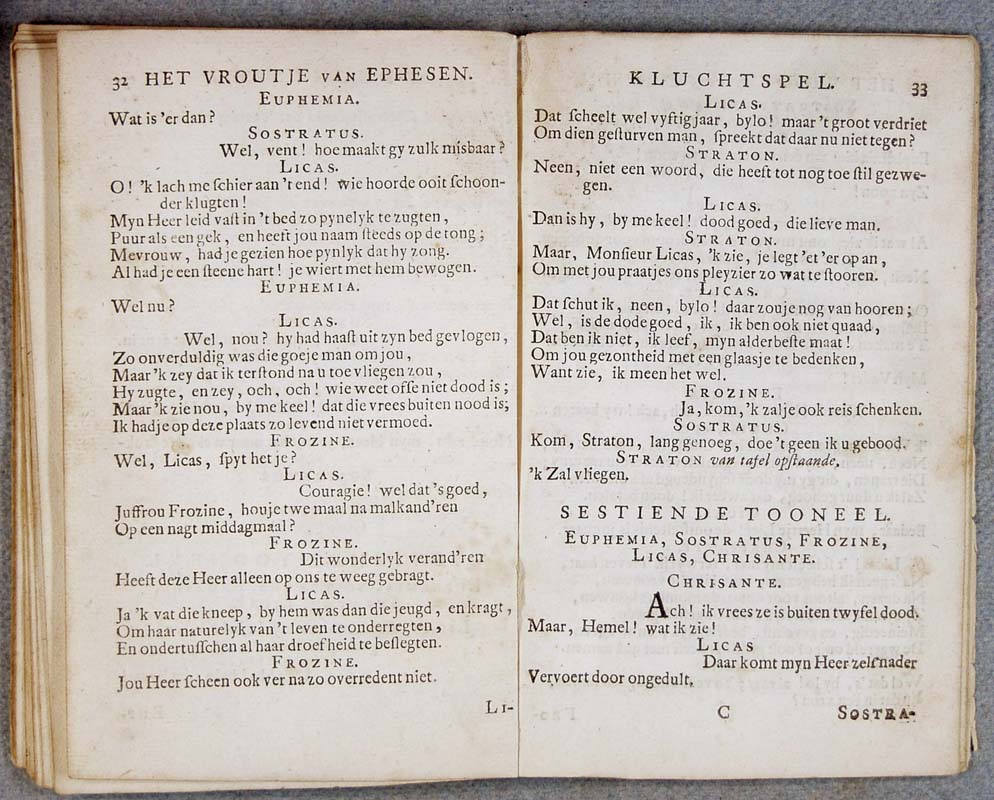 32 HET VROUTJE VAN EPHESEN.
EUPHEMIA.
Wat is 'er dan?
SOSTRATUS.
Wel, vent! hoe maakt gy zulk misbaar?
LICAS.
O! 'k lach me ſchier aan 't end! wie hoorde ooit ſchoon-
der klugten!
Myn Heer leid vaſt in 't bed zo pynelyk te zugten,
Puur als een gek, en heeft jou naam ſteeds op de tong;
Mevrouw, had je gezien hoe pynlyk dat hy zong.
Al had je een ſteene hart! je wiert met hem bewogen.
EUPHEMIA.
Wel nu?
LICAS.
Wel, nou? hy had haaſt uit zyn bed gevlogen,
Zo onverduldig was die goeje man om jou,
Maar 'k zey dat ik terſtond na u toe vliegen zou,
Hy zugte, en zey, och, och! wie weet ofſe niet dood is;
Maar 'k zie nou, by me keel! dat die vrees buiten nood is;
Ik had je op deze plaats zo levend niet vermoed.
FROZINE.
Wel, Licas, ſpyt het je?
LICAS.
Couragie! wel dat 's goed,
Juffrou Frozine, hou je twe maal na malkand'ren
Op een nagt middagmaal?
FROZINE.
Dit wonderlyk verand'ren
Heeft deze Heer alleen op ons te weeg gebragt.
LICAS.
Ja 'k vat die kneep, by hem was dan die jeugd, en kragt,
Om haar naturelyk van 't leven te onderregten,
En ondertuſſchen al haar droefheid te beſlegten.
FROZINE.
Jou Heer ſcheen ook ver na zo overredent niet.
LI-
KLUCHTSPEL. 33
LICAS.
Dat ſcheelt wel vyftig jaar, bylo! maar 't groot verdriet
Om dien geſturven man, ſpreekt dat daar nu niet tegen?
STRATON.
Neen, niet een woord, die heeft tot nog toe ſtil gezwe-
gen.
LICAS.
Dan is hy, by me keel! dood goed, die lieve man.
STRATON.
Maar, Monſieur Licas, 'k zie, je legt 'et 'er op an,
Om met jou praatjes ons pleyzier zo wat te ſtooren.
LICAS.
Dat ſchut ik, neen, bylo! daar zou je nog van hooren;
Wel, is de dode goed, ik, ik ben ook niet quaad,
Dat ben ik niet, ik leef, myn alderbeſte maat!
Om jou gezontheid met een glaasje te bedenken,
Want zie, ik meen het wel.
FROZINE.
Ja, kom, 'k zal je ook reis ſchenken.
SOSTRATUS.
Kom, Straton, lang genoeg, doe 't geen ik u gebood.
STRATON van tafel opſtaande.
'k Zal vliegen.
SESTIENDE TOONEEL.
EUPHEMIA, SOSTRATUS, FROZINE,
LICAS, CHRISANTE.
CHRISANTE.
Ach! ik vrees ze is buiten twyfel dood.
Maar, Hemel! wat ik zie!
LICAS
Daar komt myn Heer zelf nader
Vervoert door ongedult,
C SOSTRA-